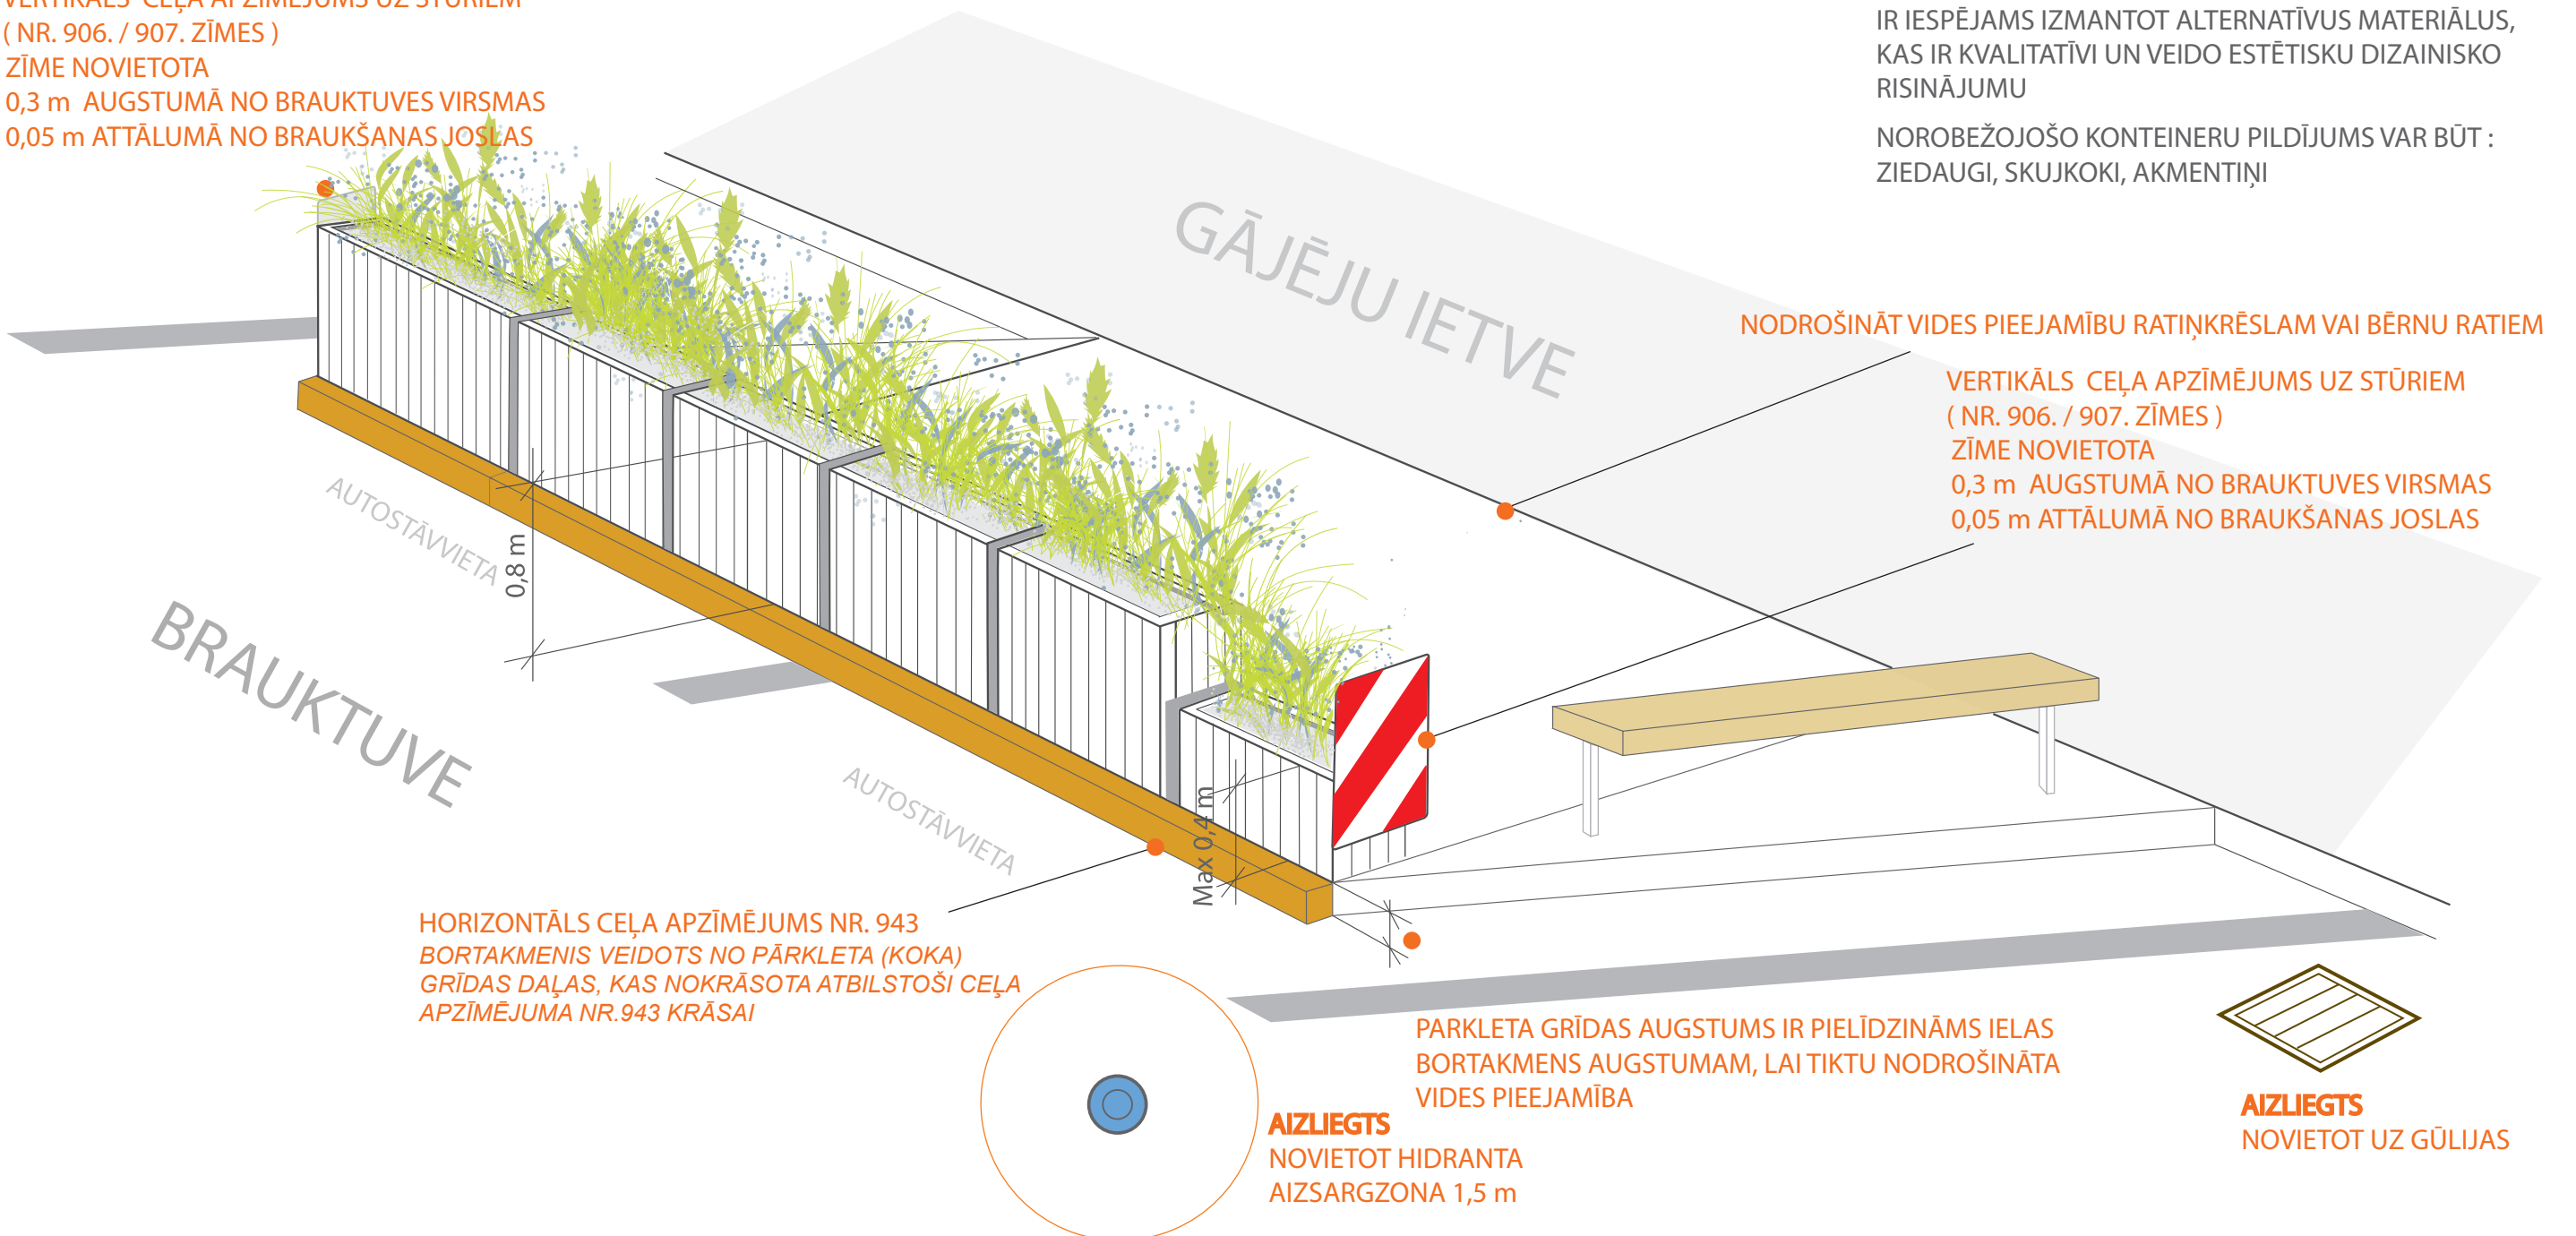 VERTIKĀLS CEĻA APZĪMĒJUMS UZ STŪRIEM
( NR. 906. / 907. ZĪMES )
ZĪME NOVIETOTA
0,3 m AUGSTUMĀ NO BRAUKTUVES VIRSMAS
0,05 m ATTĀLUMĀ NO BRAUKŠANAS JOSLAS
IR IESPĒJAMS IZMANTOT ALTERNATĪVUS MATERIĀLUS,
KAS IR KVALITATĪVI UN VEIDO ESTĒTISKU DIZAINISKO
RISINĀJUMU
NOROBEŽOJOŠO KONTEINERU PILDĪJUMS VAR BŪT :
ZIEDAUGI, SKUJKOKI, AKMENTIŅI
GĀJĒJU IETVE
NODROŠINĀT VIDES PIEEJAMĪBU RATIŅKRĒSLAM VAI BĒRNU RATIEM
VERTIKĀLS CEĻA APZĪMĒJUMS UZ STŪRIEM
( NR. 906. / 907. ZĪMES )
ZĪME NOVIETOTA
0,3 m AUGSTUMĀ NO BRAUKTUVES VIRSMAS
0,05 m ATTĀLUMĀ NO BRAUKŠANAS JOSLAS
AUTOSTĀVVIETA
0,8 m
BRAUKTUVE
AUTOSTĀVVIETA
Max 0,4 m
HORIZONTĀLS CEĻA APZĪMĒJUMS NR. 943
BORTAKMENIS VEIDOTS NO PĀRKLETA (KOKA)
GRĪDAS DAĻAS, KAS NOKRĀSOTA ATBILSTOŠI CEĻA
APZĪMĒJUMA NR.943 KRĀSAI
PARKLETA GRĪDAS AUGSTUMS IR PIELĪDZINĀMS IELAS
BORTAKMENS AUGSTUMAM, LAI TIKTU NODROŠINĀTA
VIDES PIEEJAMĪBA
AIZLIEGTS
NOVIETOT HIDRANTA
AIZSARGZONA 1,5 m
AIZLIEGTS
NOVIETOT UZ GŪLIJAS